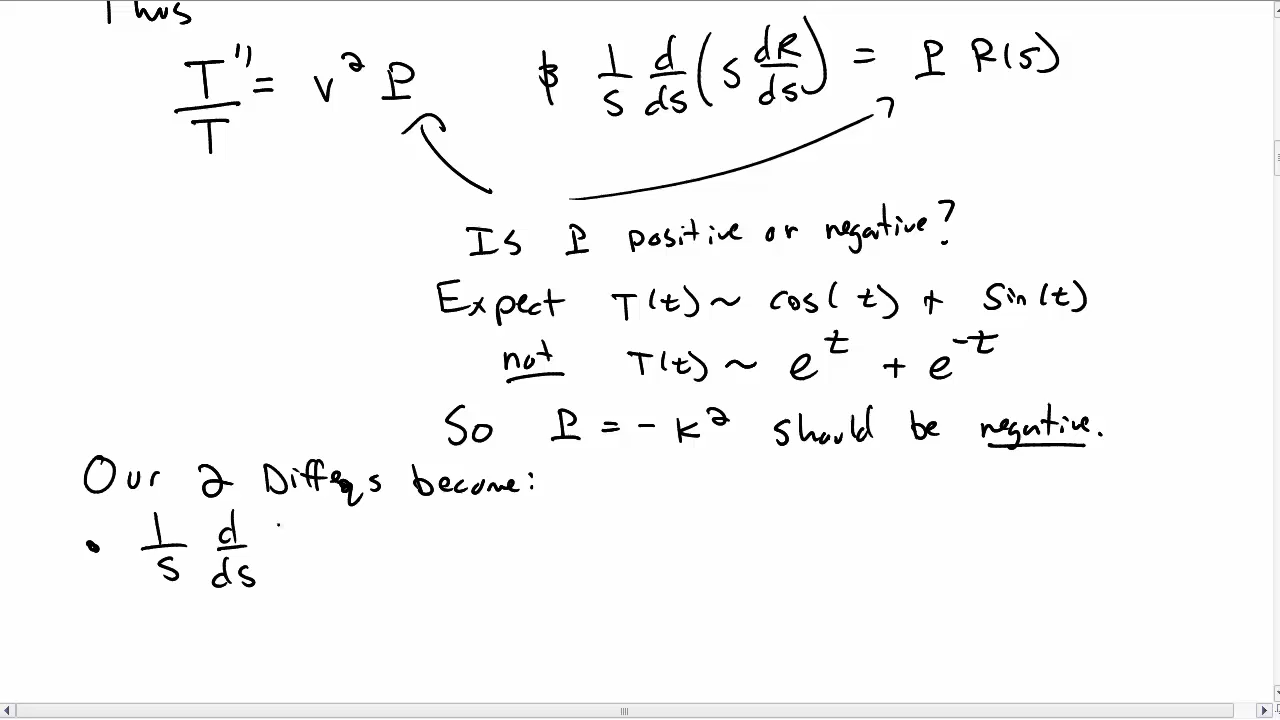 Thus
T''/T = v² P & 1/s d/ds (s dR/ds) = P R(s)
Is P positive or negative?
Expect T(t) ~ cos( t) + sin(t)
not T(t) ~ e^t + e^-t
So P = - k² should be negative.
Our 2 Diffeqs become:
• 1/s d/ds